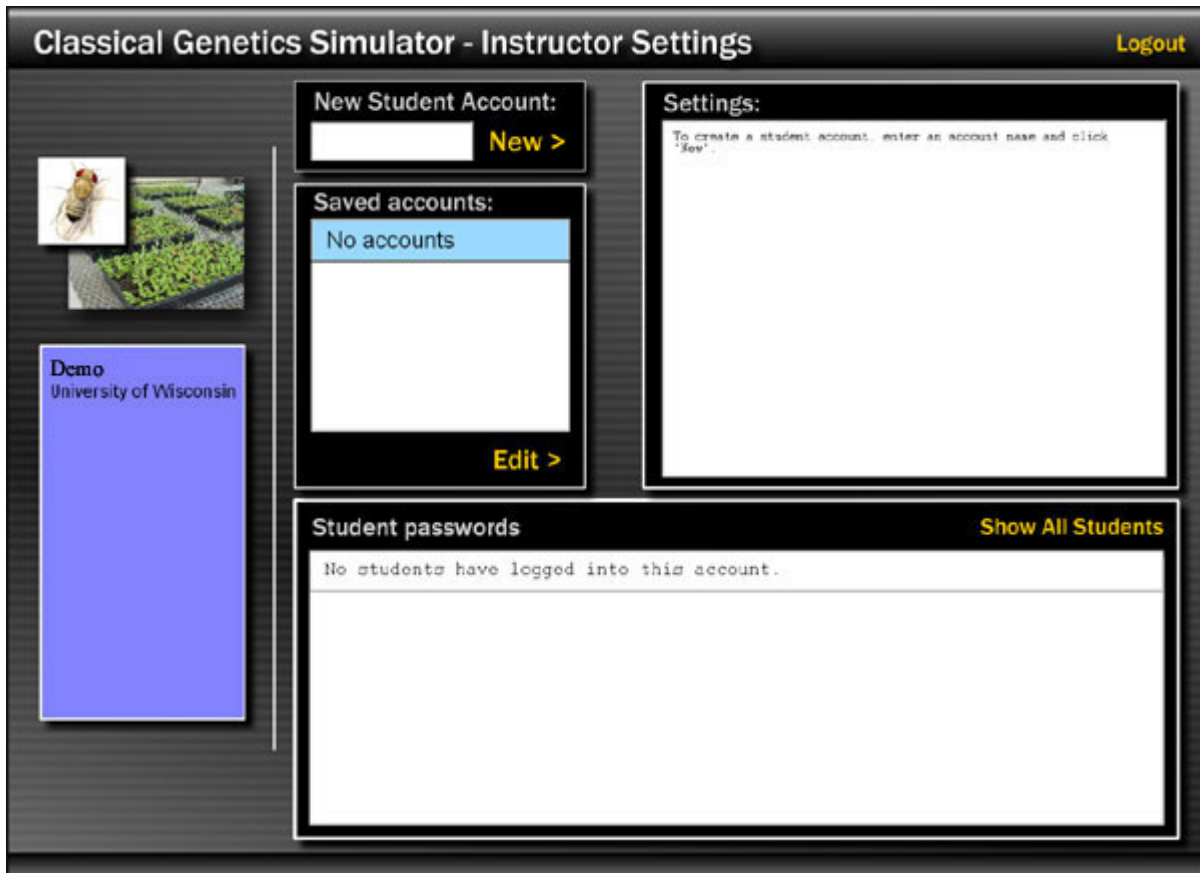 Classical Genetics Simulator - Instructor Settings
Logout
New Student Account:
New >
Settings:
To create a student account, enter an account name and click
'New'.
Saved accounts:
No accounts
Edit >
Demo
University of Wisconsin
Student passwords
Show All Students
No students have logged into this account.